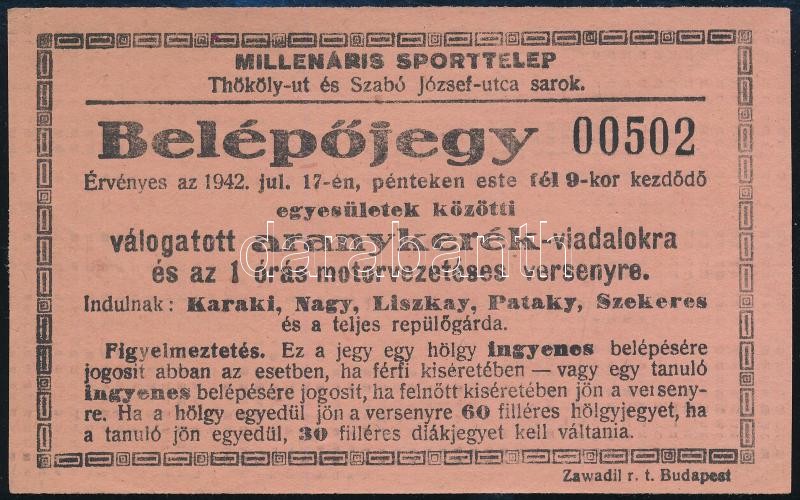 MILLENÁRIS SPORTTELEP
Thököly-ut és Szabó József-utca sarok.
Belépőjegy 00502
Érvényes az 1942. jul. 17-én, pénteken este fél 9-kor kezdődő
egyesületek közötti
válogatott aranykerék-viadalokra
és az 1 órás motorvezetéses versenyre.
Indulnak: Karaki, Nagy, Liszkay, Pataky, Szekeres
és a teljes repülőgárda.
Figyelmeztetés. Ez a jegy egy hölgy ingyenes belépésére
jogosit abban az esetben, ha férfi kiséretében — vagy egy tanuló
ingyenes belépésére jogosit, ha felnőtt kiséretében jön a verseny-
re. Ha a hölgy egyedül jön a versenyre 60 filléres hölgyjegyet, ha
a tanuló jön egyedül, 30 filléres diákjegyet kell váltania.
Zawadil r. t. Budapest
darabanth